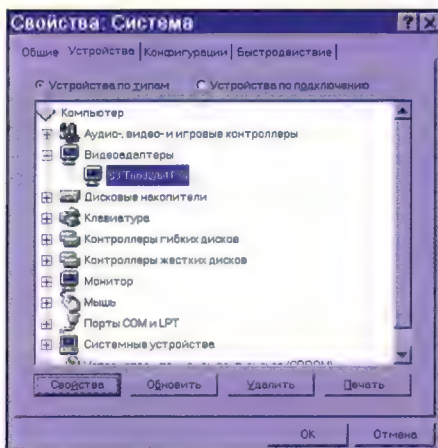 Свойства: Система
Общие Устройства Конфигурации Быстродействие
Устройства по типам Устройства по подключению
Компьютер
Аудио-, видео- и игровые контроллеры
Видеоадаптеры
Дисковые накопители
Клавиатура
Контроллеры гибких дисков
Контроллеры жестких дисков
Монитор
Мышь
Порты COM и LPT
Системные устройства
(CDROM)
Свойства Обновить Удалить Печать
OK Отмена